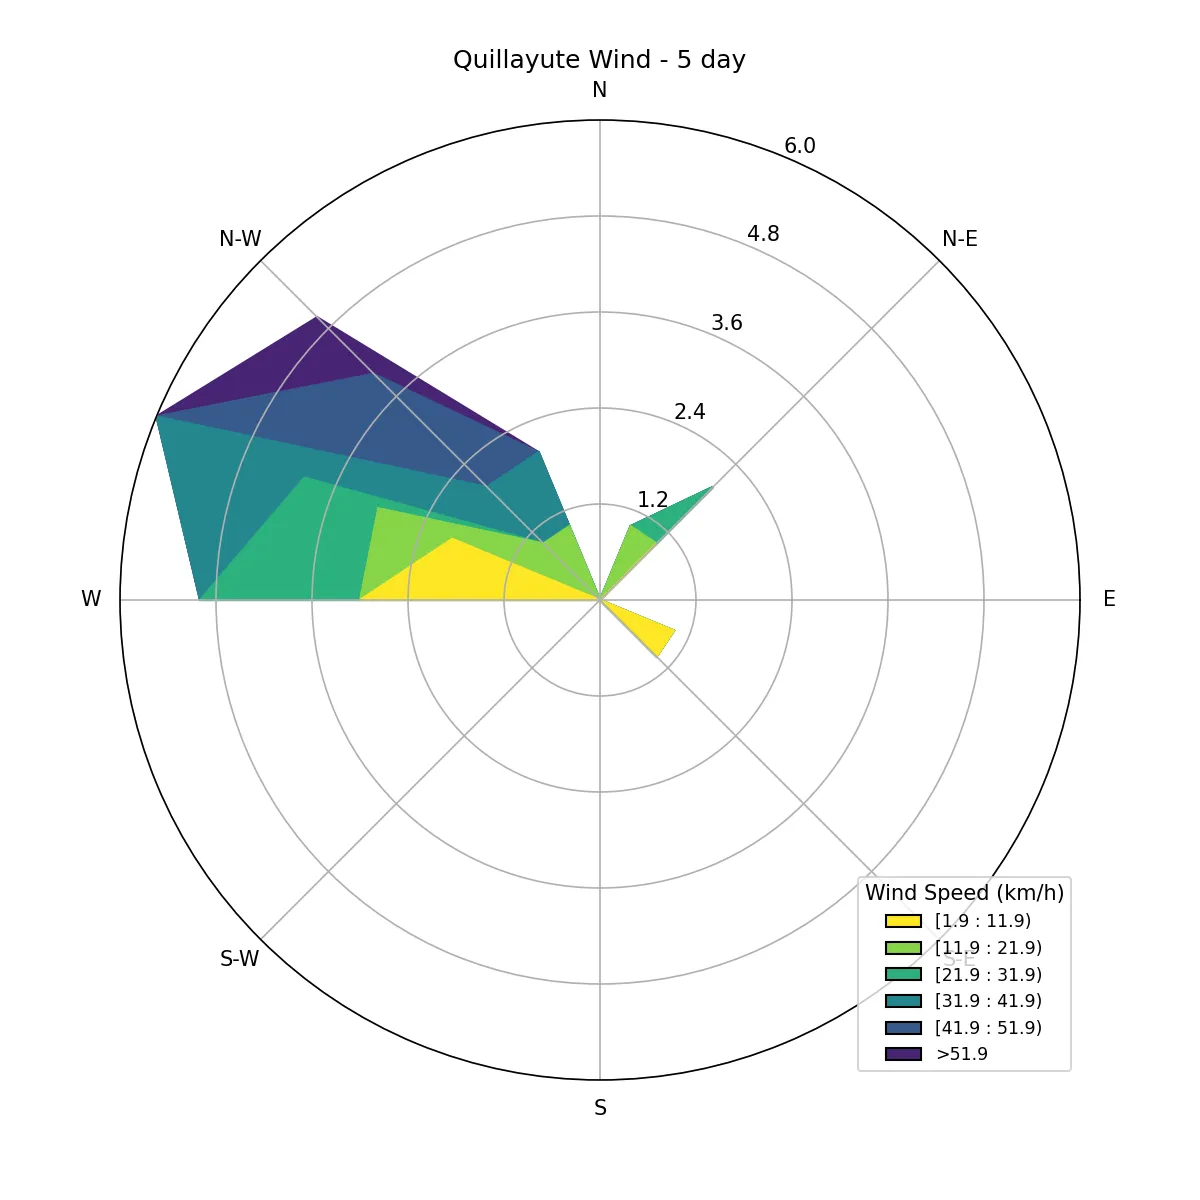 Quillayute Wind - 5 day
N
6.0
4.8
N-W
N-E
3.6
2.4
1.2
W
E
S-W
S-E
Wind Speed (km/h)
[1.9 : 11.9)
[11.9 : 21.9)
[21.9 : 31.9)
[31.9 : 41.9)
[41.9 : 51.9)
>51.9
S